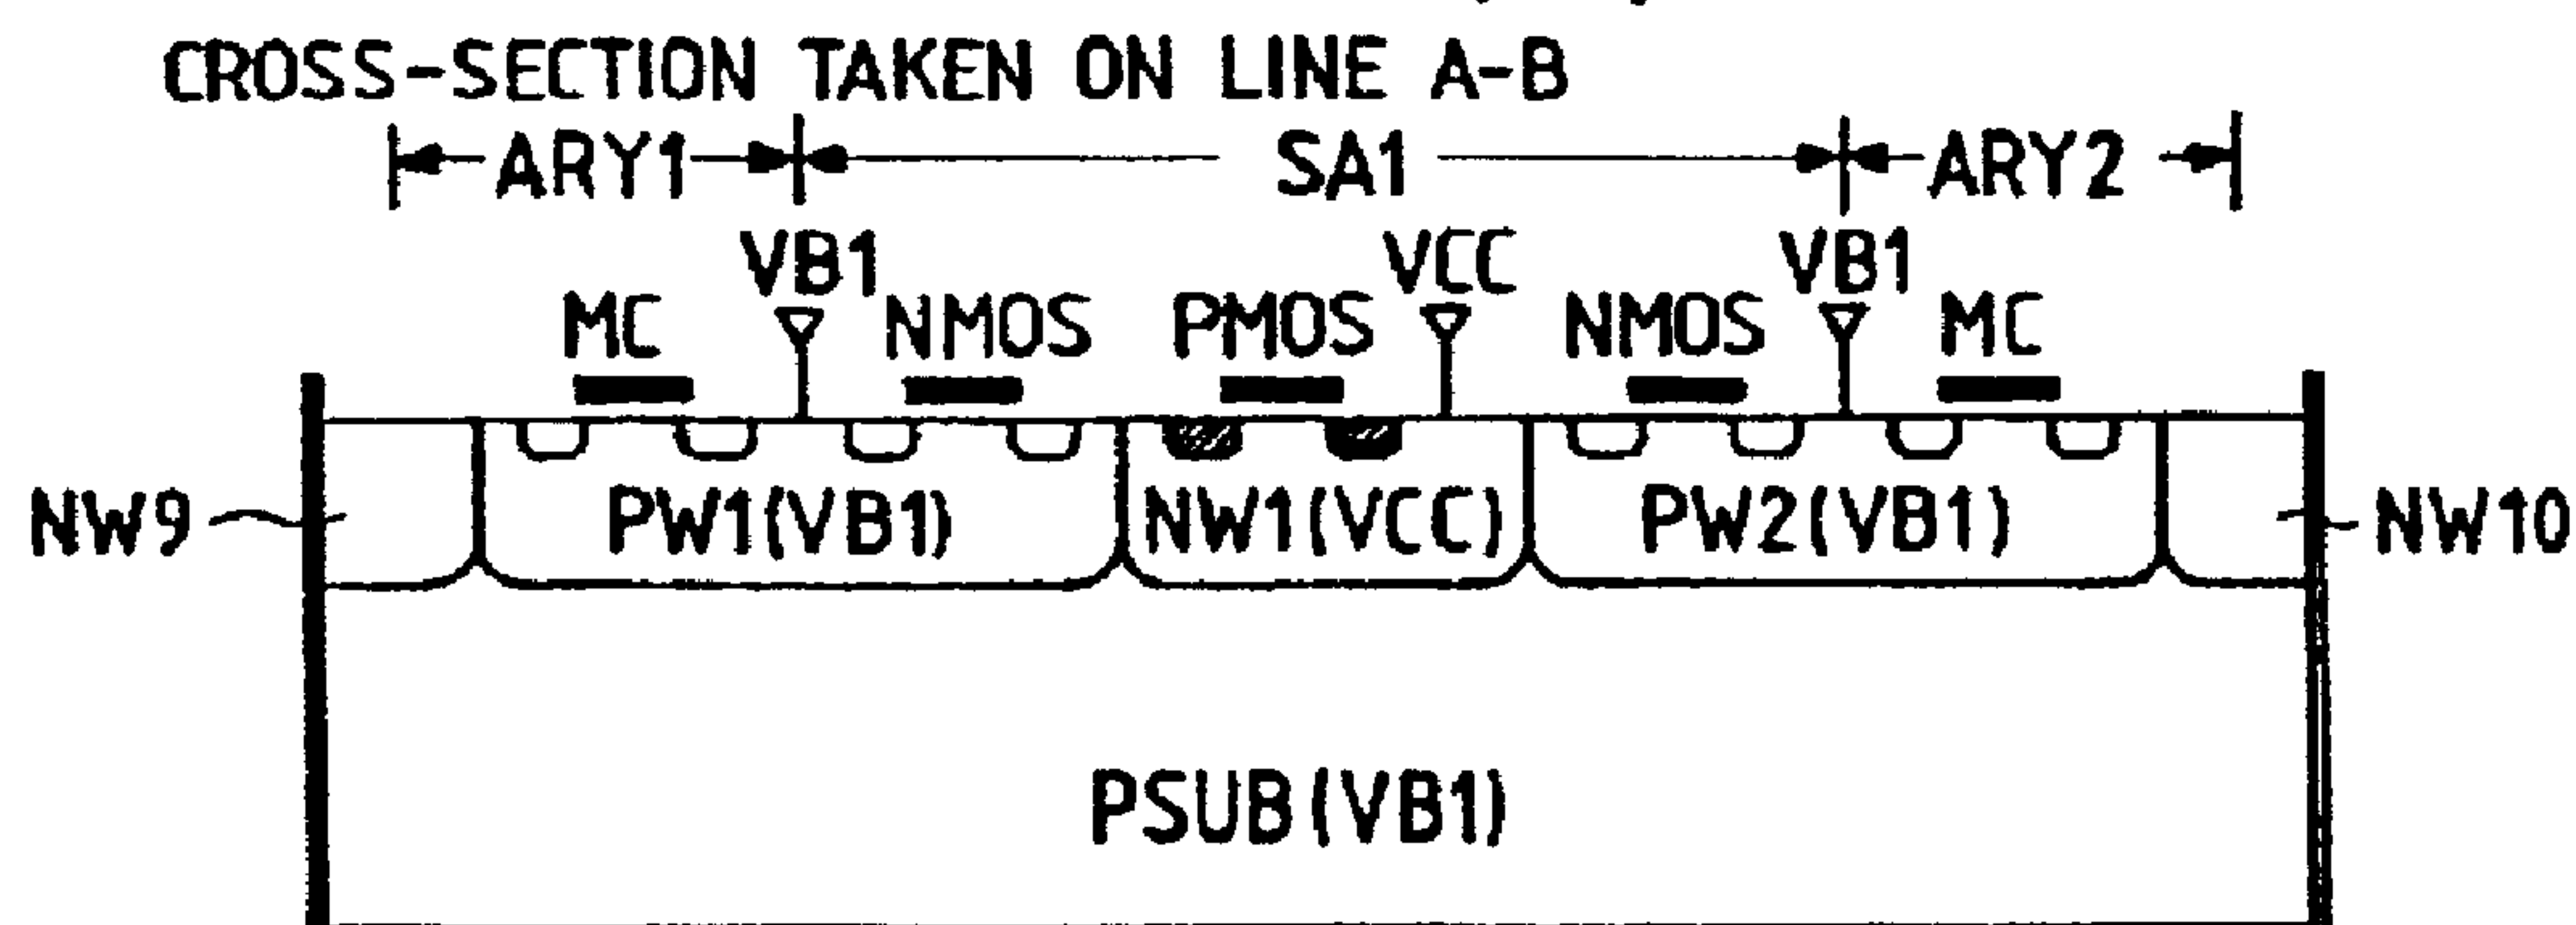 CROSS-SECTION TAKEN ON LINE A-B
ARY1 SA1 ARY2
VB1 VCC VB1
MC NMOS PMOS NMOS MC
NW9 PW1(VB1) NW1(VCC) PW2(VB1) NW10
PSUB(VB1)